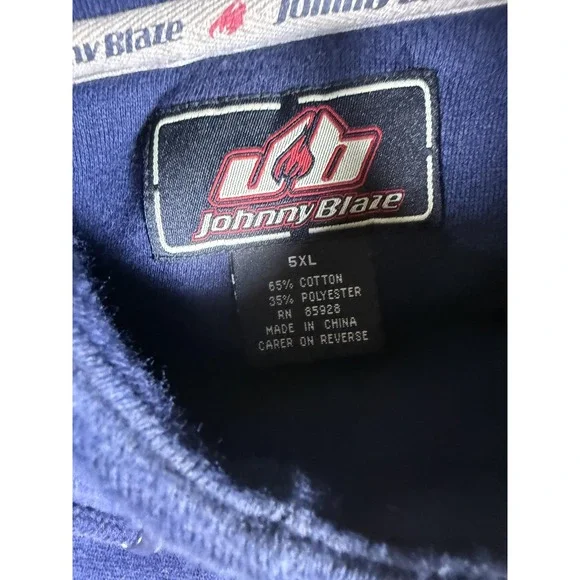 nny Blaze Johnny Blaze
Jb
Johnny Blaze
5XL
65% COTTON
35% POLYESTER
RN 85928
MADE IN CHINA
CARER ON REVERSE